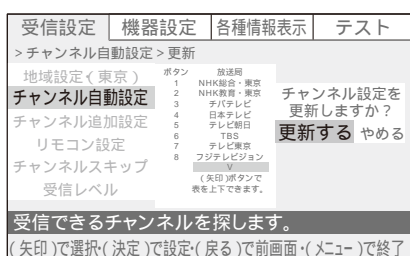 受信設定 機器設定 各種情報表示 テスト
>チャンネル自動設定>更新
地域設定(東京)
チャンネル自動設定
チャンネル追加設定
リモコン設定
チャンネルスキップ
受信レベル
ボタン 放送局
1 NHK総合・東京
2 NHK教育・東京
3 チバテレビ
4 日本テレビ
5 テレビ朝日
6 TBS
7 テレビ東京
8 フジテレビジョン
V
(矢印)ボタンで
表を上下できます。
チャンネル設定を
更新しますか?
更新する やめる
受信できるチャンネルを探します。
(矢印)で選択・(決定)で設定・(戻る)で前画面・(メニュー)で終了